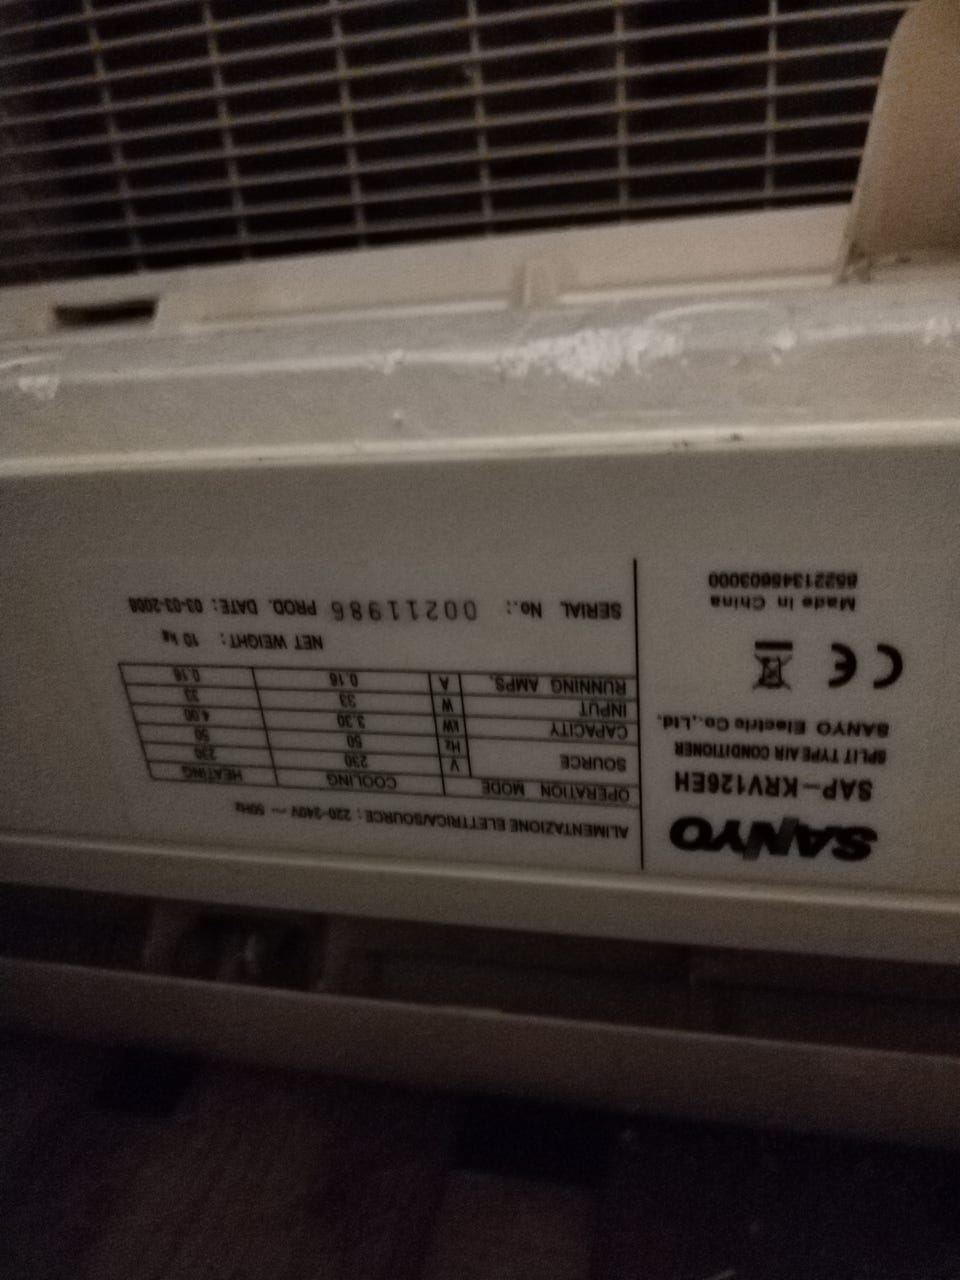 SANYO
SAP-KRV126EH
SPLIT TYPE AIR CONDITIONER
SANYO Electric Co.,Ltd.
CE
Made in China
85221345603000
ALIMENTAZIONE ELETTRICA/SOURCE : 220-240V ~ 50Hz
OPERATION MODE COOLING HEATING
SOURCE V 230 230
Hz 50 50
CAPACITY kW 3.30 4.00
INPUT W 33 33
RUNNING AMPS. A 0.16 0.16
NET WEIGHT: 10 kg
SERIAL No.: 00211986 PROD. DATE: 03-03-2008